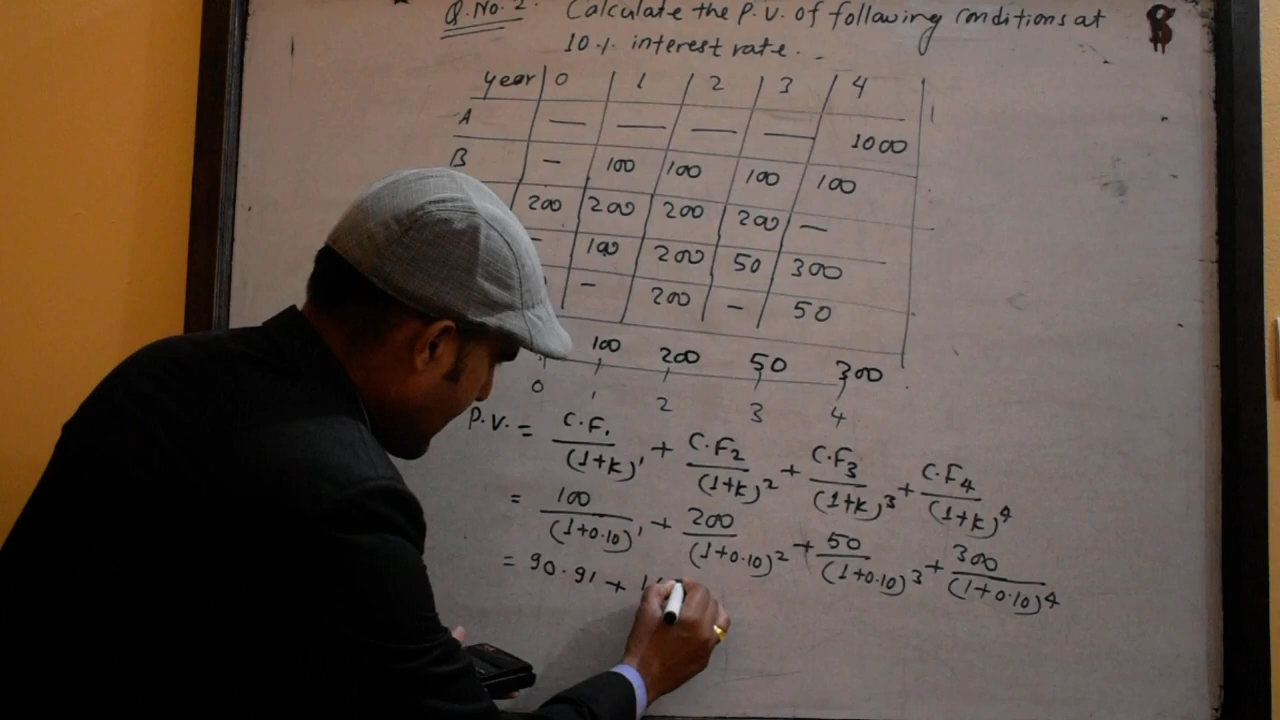 Q.No.2. Calculate the P.V. of following conditions at
10% interest rate.
year 0 1 2 3 4
A — — — — 1000
B - 100 100 100 100
200 200 200 200 —
- 100 200 50 300
- 200 - 50
100 200 50 300
0 1 2 3 4
P.V. = C.F₁/(1+k)¹ + C.F₂/(1+k)² + C.F₃/(1+k)³ + C.F₄/(1+k)⁴
= 100/(1+0.10)¹ + 200/(1+0.10)² + 50/(1+0.10)³ + 300/(1+0.10)⁴
= 90.91 + 1